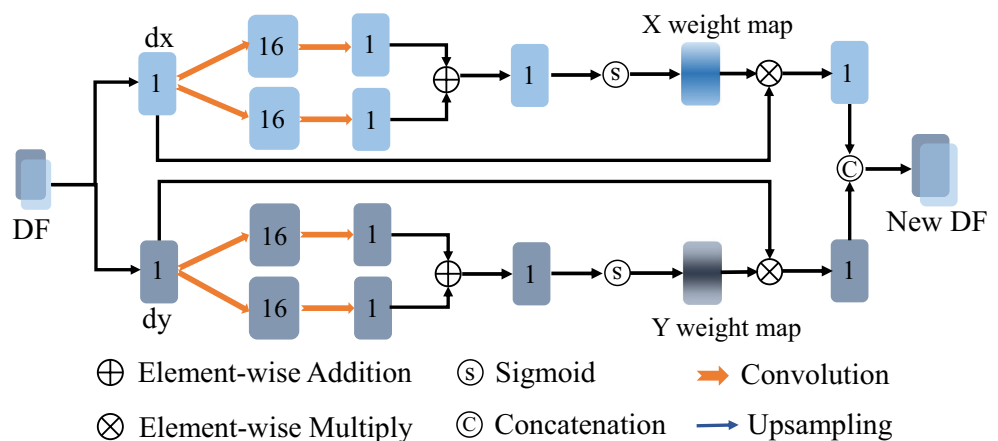 dx
X weight map
1
16
1
1
s
1
16
1
DF
C
New DF
1
16
1
1
s
1
16
1
dy
Y weight map
Element-wise Addition
s Sigmoid
Convolution
Element-wise Multiply
C Concatenation
Upsampling